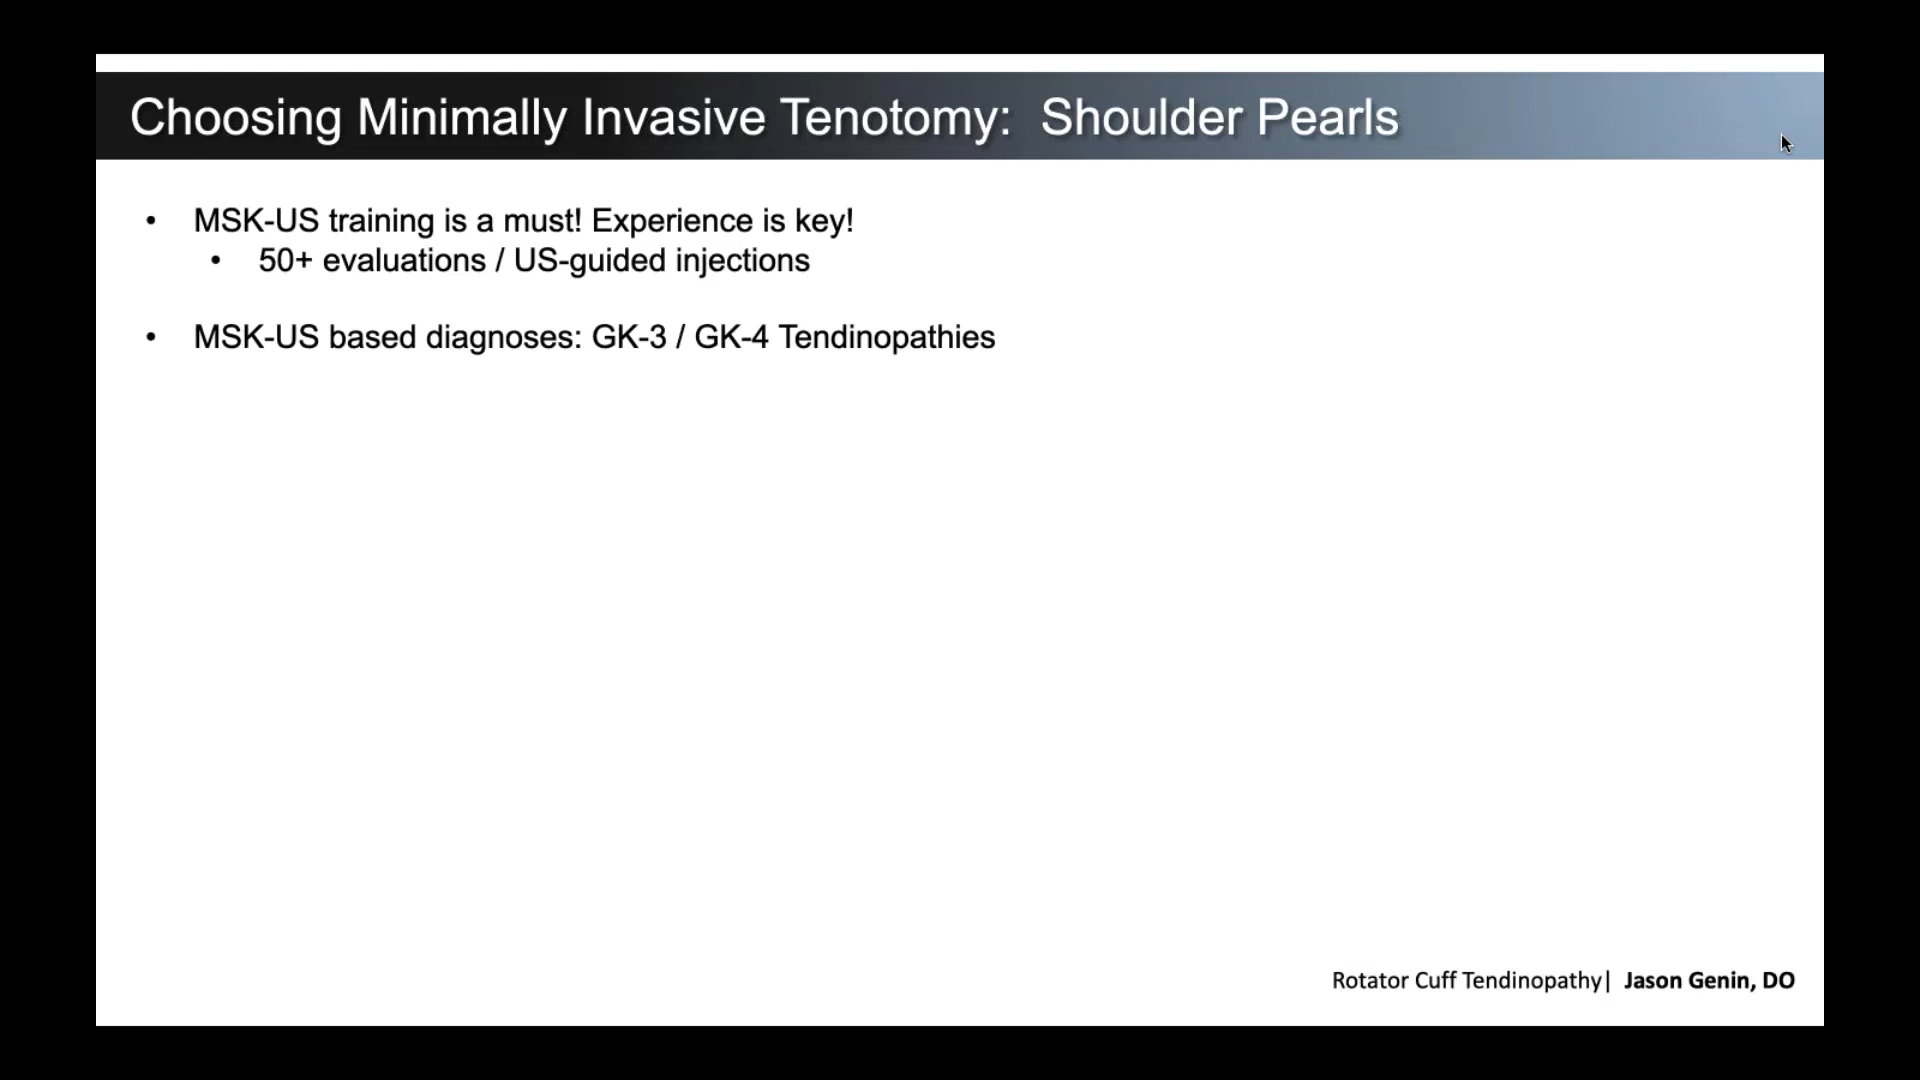 Choosing Minimally Invasive Tenotomy: Shoulder Pearls
• MSK-US training is a must! Experience is key!
• 50+ evaluations / US-guided injections
• MSK-US based diagnoses: GK-3 / GK-4 Tendinopathies
Rotator Cuff Tendinopathy| Jason Genin, DO